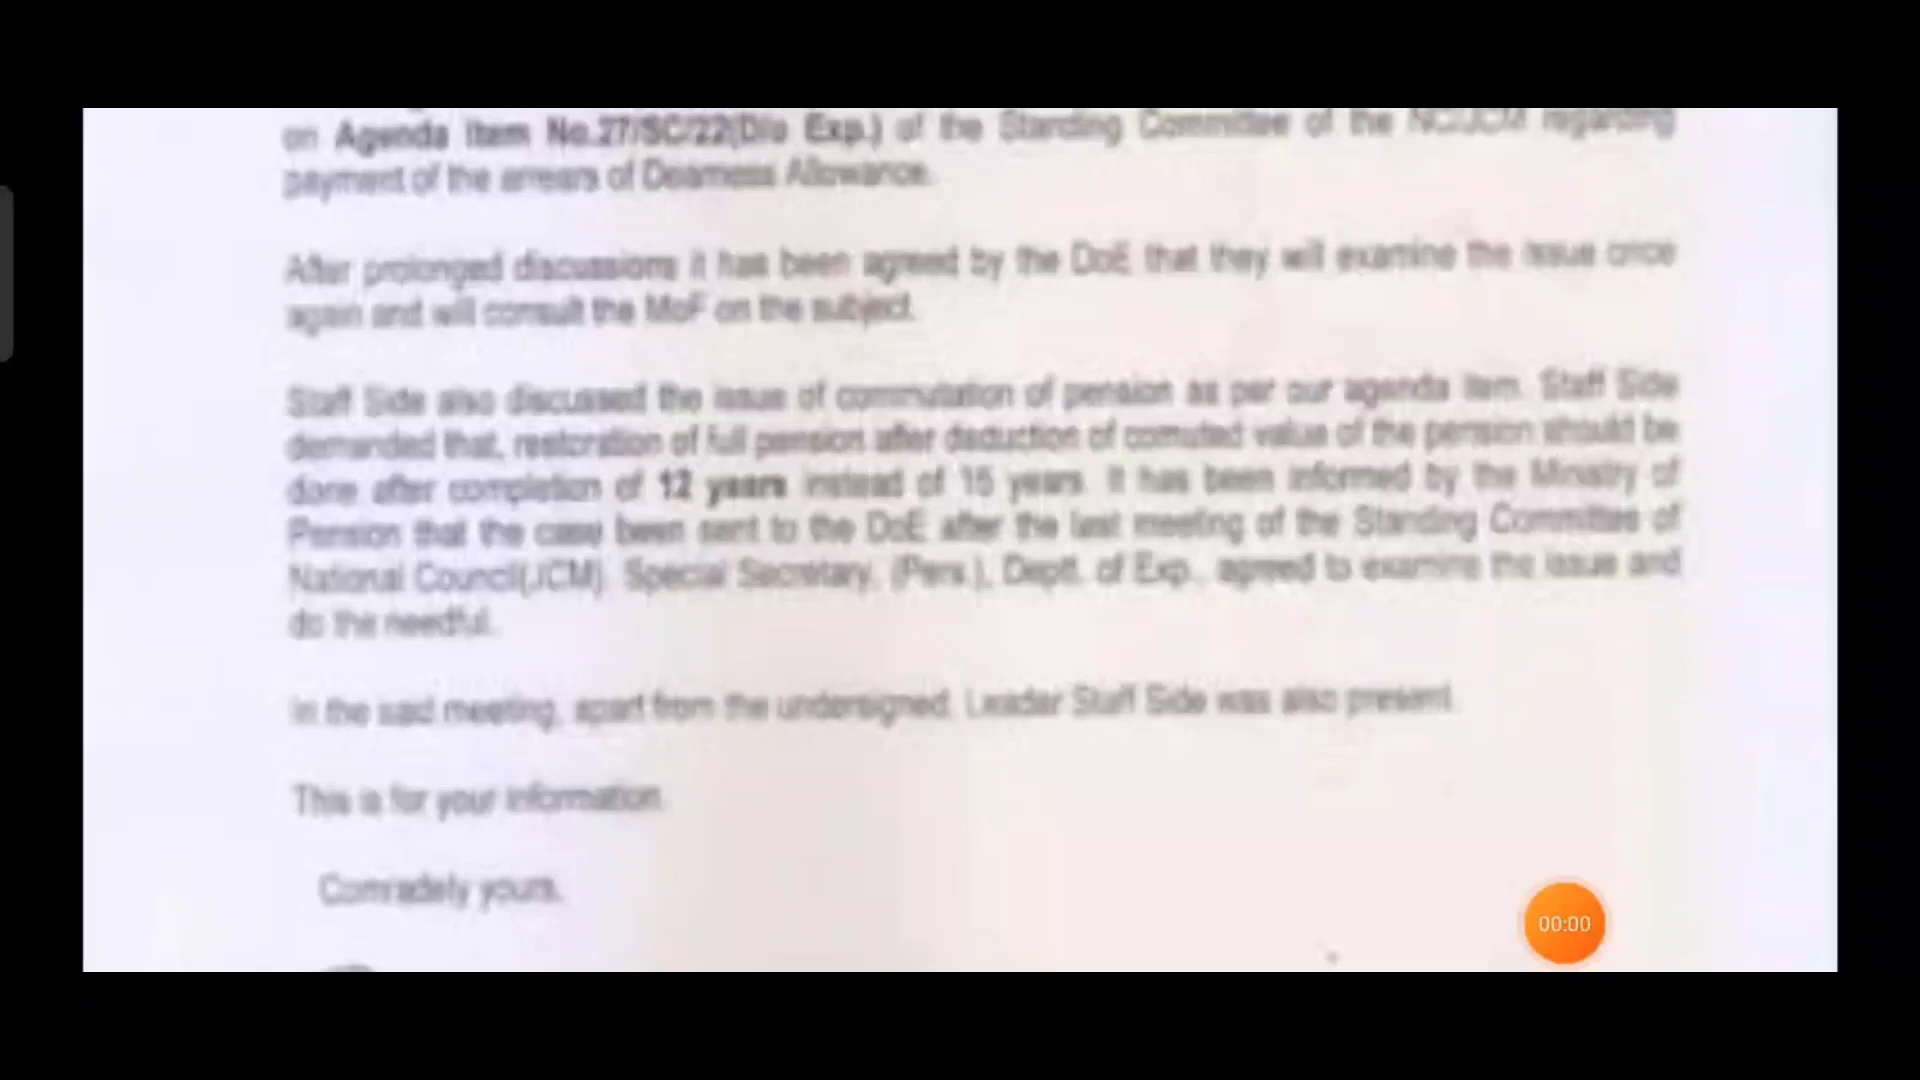 on Agenda Item No.27/SC/22(D/o Exp.) of the Standing Committee of the NC/JCM regarding
payment of the arrears of Dearness Allowance.
After prolonged discussions it has been agreed by the DoE that they will examine the issue once
again and will consult the MoF on the subject.
Staff Side also discussed the issue of commutation of pension as per our agenda item. Staff Side
demanded that, restoration of full pension after deduction of comuted value of the pension should be
done after completion of 12 years instead of 15 years. It has been informed by the Ministry of
Pension that the case been sent to the DoE after the last meeting of the Standing Committee of
National Council(JCM). Special Secretary, (Pers.), Deptt. of Exp., agreed to examine the issue and
do the needful.
In the said meeting, apart from the undersigned, Leader Staff Side was also present.
This is for your information.
Comradely yours,
00:00